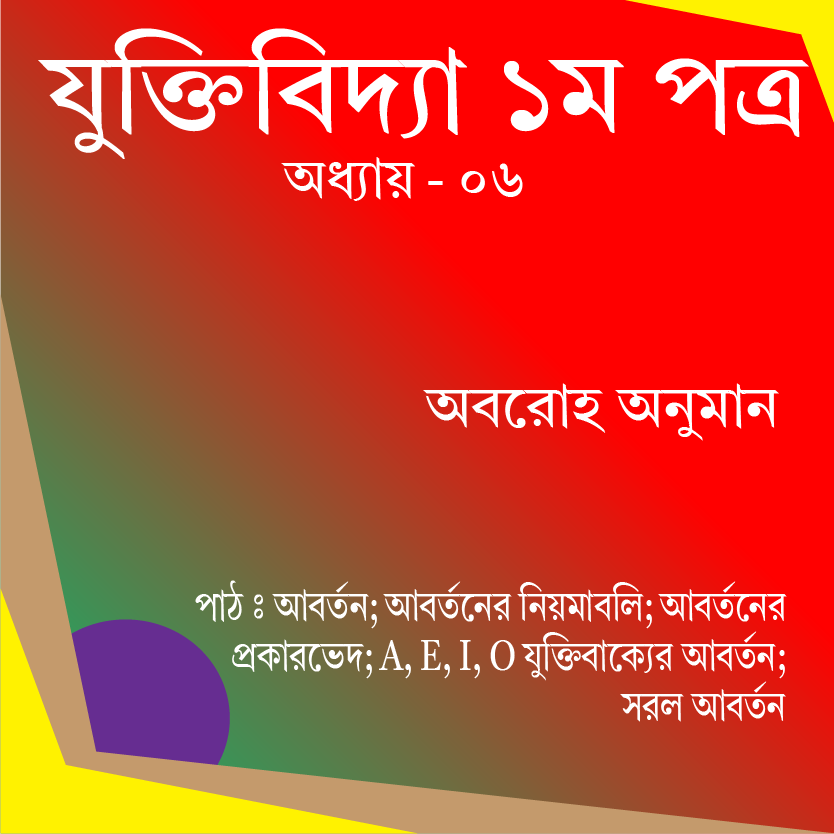 যুক্তিবিদ্যা ১ম পত্র
অধ্যায় - ০৬
অবরোহ অনুমান
পাঠ ঃ আবর্তন; আবর্তনের নিয়মাবলি; আবর্তনের
প্রকারভেদ; A, E, I, O যুক্তিবাক্যের আবর্তন;
সরল আবর্তন